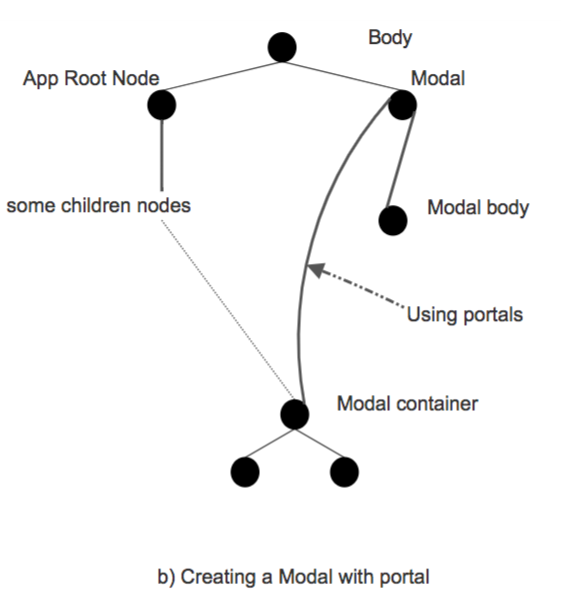 Body
App Root Node
Modal
some children nodes
Modal body
Using portals
Modal container
b) Creating a Modal with portal